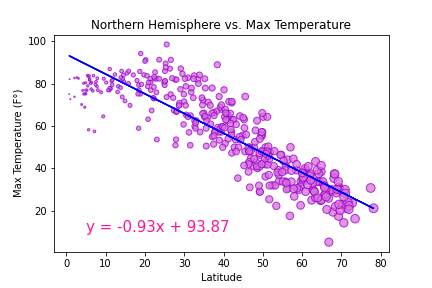 Northern Hemisphere vs. Max Temperature
Max Temperature (F°)
100
80
60
40
20
y = -0.93x + 93.87
0 10 20 30 40 50 60 70 80
Latitude